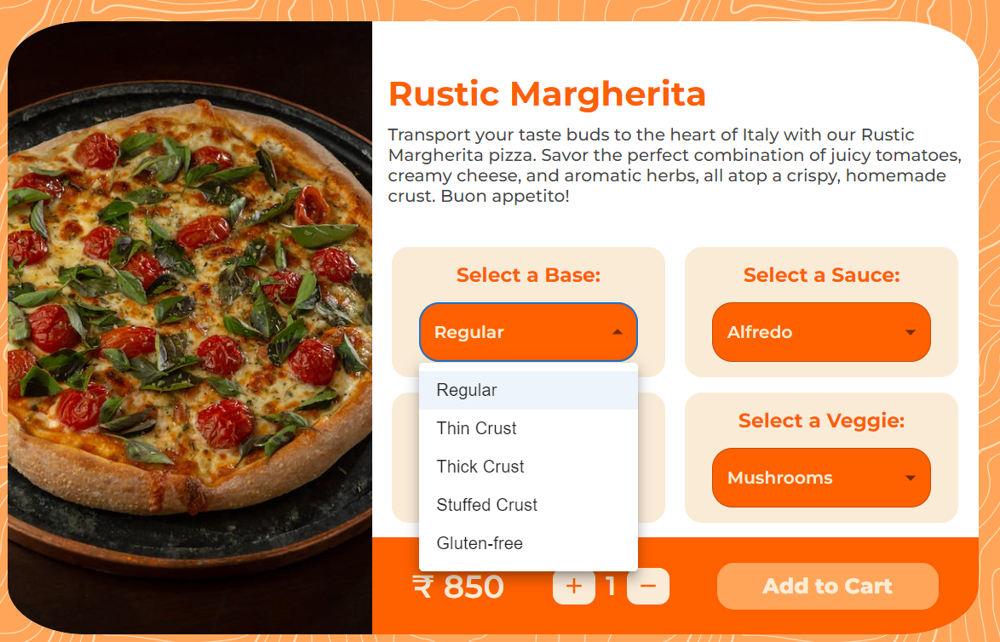 Rustic Margherita
Transport your taste buds to the heart of Italy with our Rustic
Margherita pizza. Savor the perfect combination of juicy tomatoes,
creamy cheese, and aromatic herbs, all atop a crispy, homemade
crust. Buon appetito!
Select a Base:
Regular
Regular
Thin Crust
Thick Crust
Stuffed Crust
Gluten-free
Select a Sauce:
Alfredo
Select a Veggie:
Mushrooms
₹ 850
+ 1 −
Add to Cart